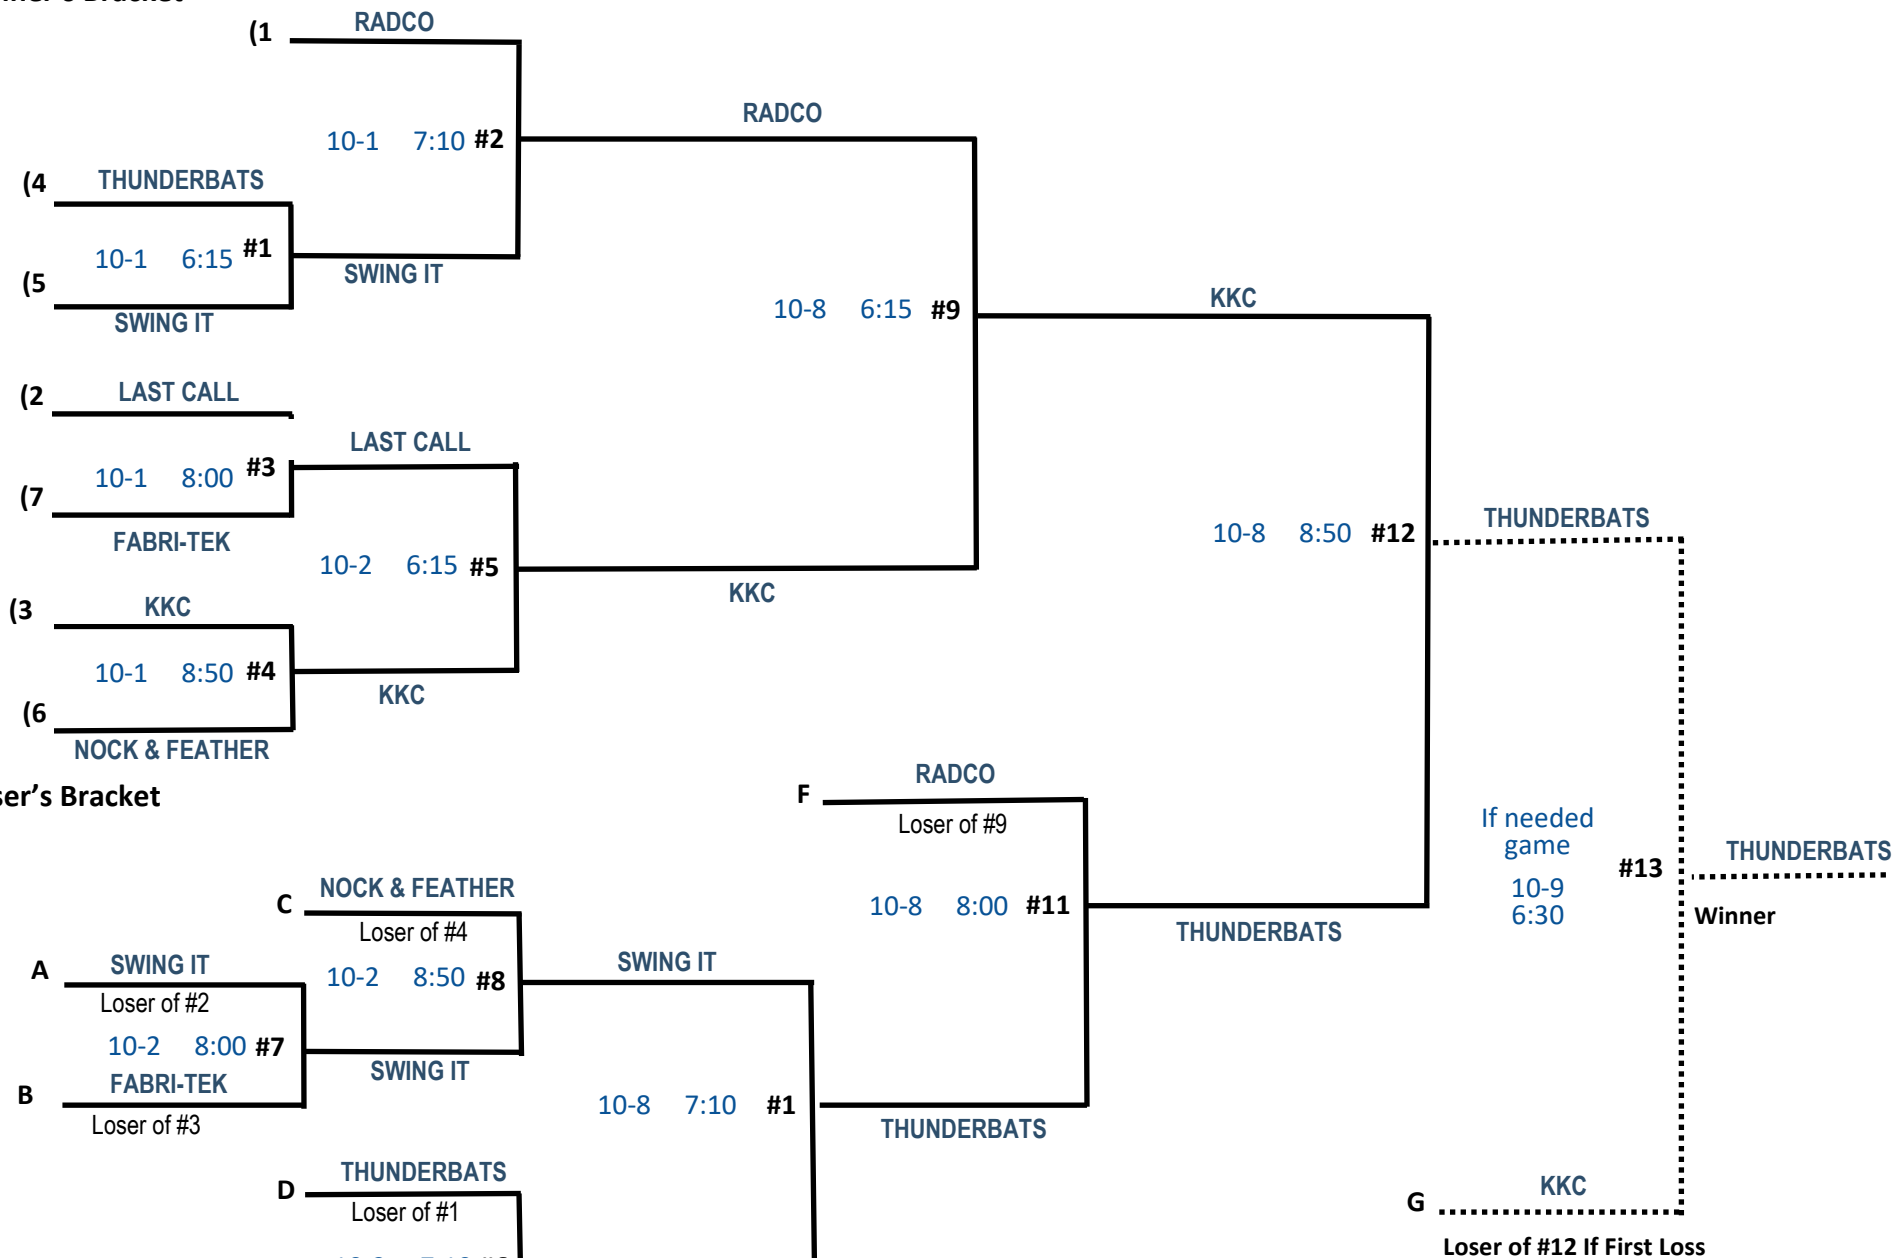 RADCO
(1
RADCO
10-1 7:10 #2
THUNDERBATS
(4
10-1 6:15 #1
SWING IT
(5
SWING IT
10-8 6:15 #9
KKC
LAST CALL
(2
LAST CALL
10-1 8:00 #3
(7
FABRI-TEK
THUNDERBATS
10-8 8:50 #12
10-2 6:15 #5
KKC
KKC
(3
10-1 8:50 #4
KKC
(6
NOCK & FEATHER
RADCO
ser's Bracket
F
Loser of #9
If needed
game
#13
10-9
6:30
THUNDERBATS
Winner
NOCK & FEATHER
C
Loser of #4
10-8 8:00 #11
THUNDERBATS
SWING IT
A
Loser of #2
10-2 8:50 #8
SWING IT
10-2 8:00 #7
SWING IT
FABRI-TEK
B
Loser of #3
10-8 7:10 #1
THUNDERBATS
THUNDERBATS
D
Loser of #1
KKC
G
Loser of #12 If First Loss